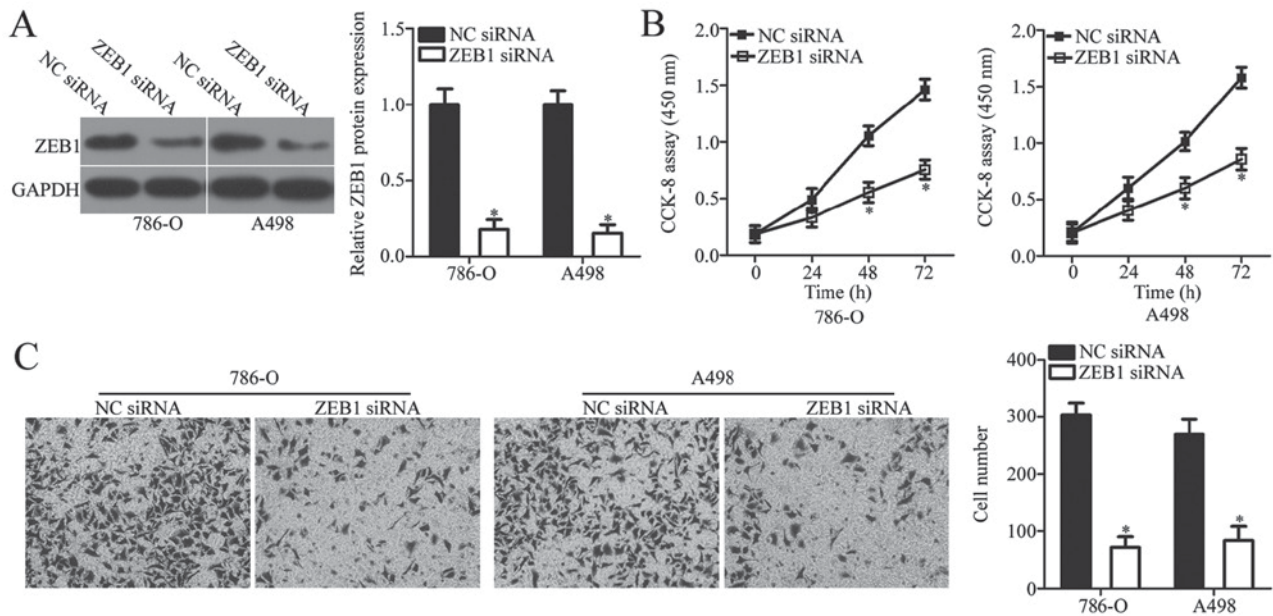 A
NC siRNA
ZEB1 siRNA
NC siRNA
ZEB1 siRNA
ZEB1
GAPDH
786-O
A498
Relative ZEB1 protein expression
1.5
1.0
0.5
0.0
NC siRNA
ZEB1 siRNA
*
*
786-O
A498
B
CCK-8 assay (450 nm)
2.0
1.5
1.0
0.5
0.0
NC siRNA
ZEB1 siRNA
*
*
0 24 48 72
Time (h)
786-O
CCK-8 assay (450 nm)
2.0
1.5
1.0
0.5
0.0
NC siRNA
ZEB1 siRNA
*
*
0 24 48 72
Time (h)
A498
C
786-O
NC siRNA ZEB1 siRNA
A498
NC siRNA ZEB1 siRNA
Cell number
400
300
200
100
0
NC siRNA
ZEB1 siRNA
*
*
786-O
A498